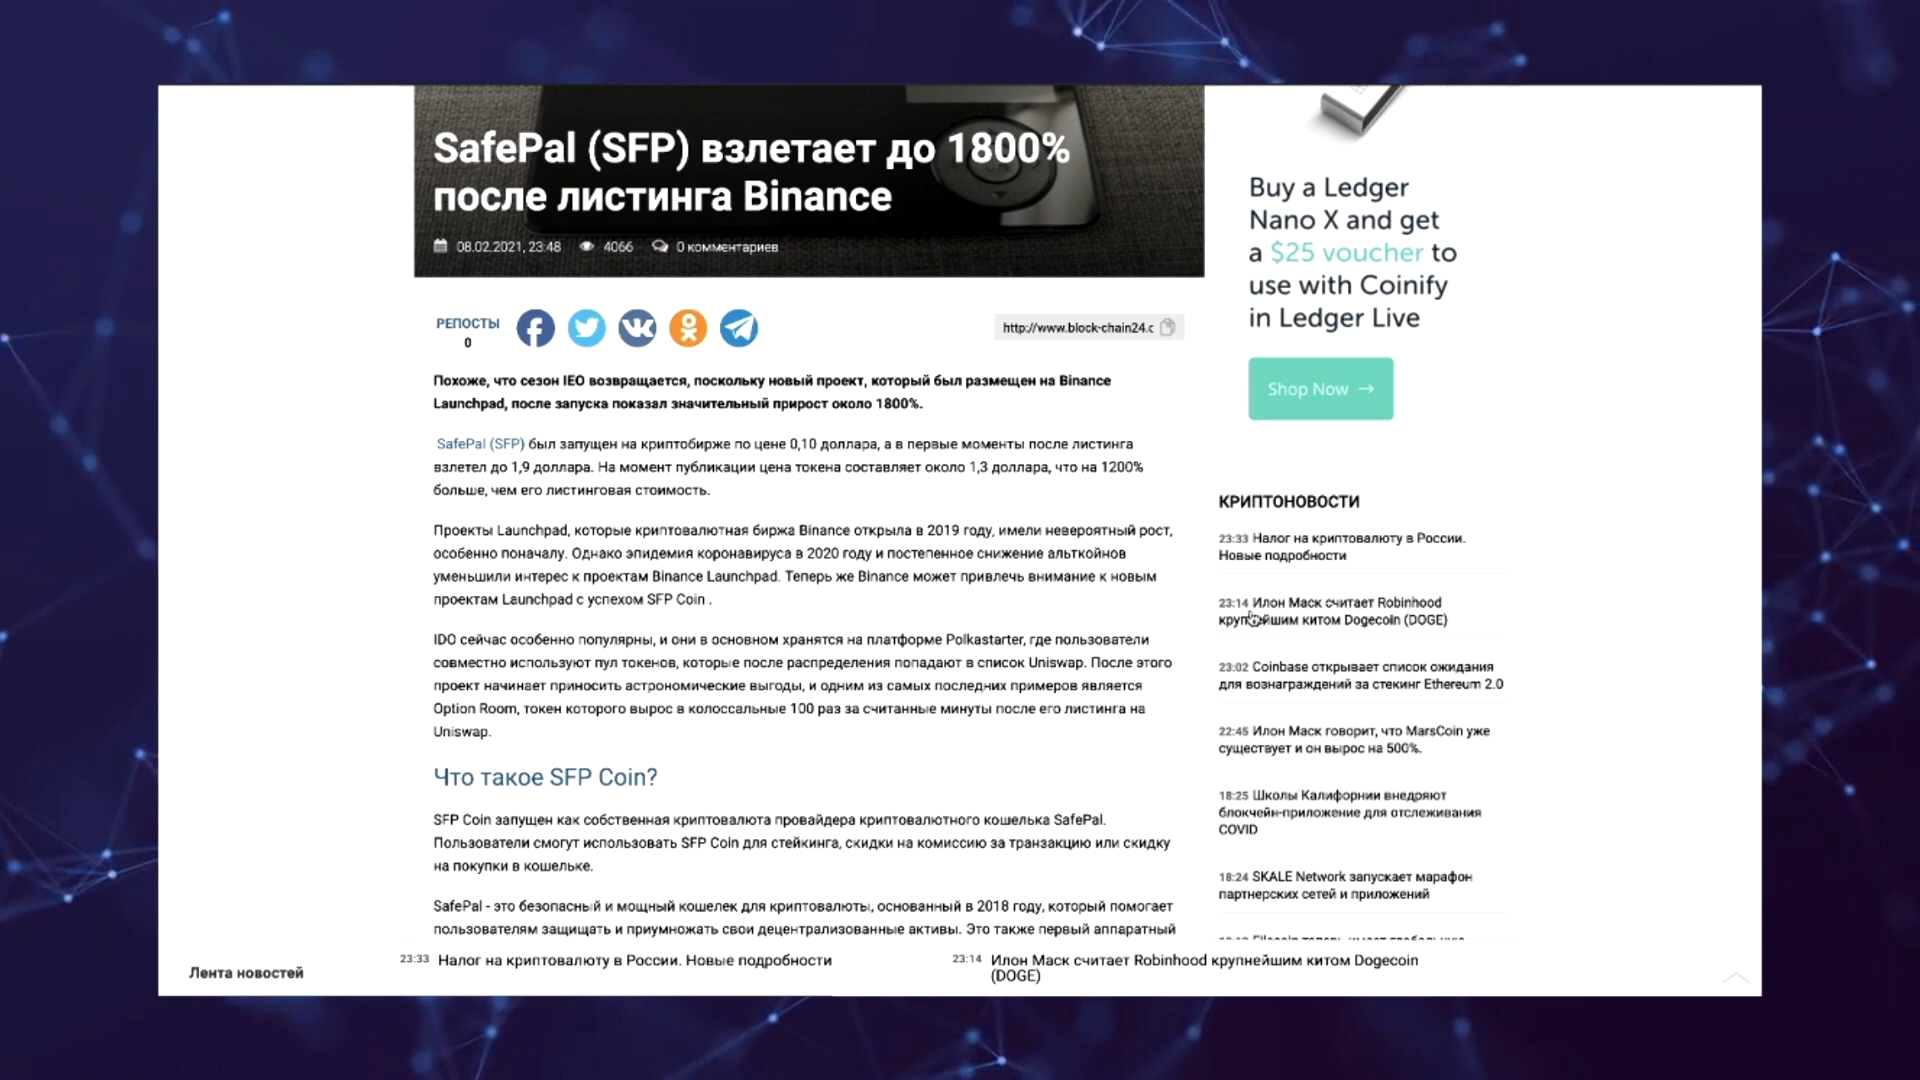 SafePal (SFP) взлетает до 1800%
после листинга Binance
08.02.2021, 23:48 4066 0 комментариев
РЕПОСТЫ
0
http://www.block-chain24.c
Похоже, что сезон IEO возвращается, поскольку новый проект, который был размещен на Binance
Launchpad, после запуска показал значительный прирост около 1800%.
SafePal (SFP) был запущен на криптобирже по цене 0,10 доллара, а в первые моменты после листинга
взлетел до 1,9 доллара. На момент публикации цена токена составляет около 1,3 доллара, что на 1200%
больше, чем его листинговая стоимость.
Проекты Launchpad, которые криптовалютная биржа Binance открыла в 2019 году, имели невероятный рост,
особенно поначалу. Однако эпидемия коронавируса в 2020 году и постепенное снижение альткойнов
уменьшили интерес к проектам Binance Launchpad. Теперь же Binance может привлечь внимание к новым
проектам Launchpad с успехом SFP Coin .
IDO сейчас особенно популярны, и они в основном хранятся на платформе Polkastarter, где пользователи
совместно используют пул токенов, которые после распределения попадают в список Uniswap. После этого
проект начинает приносить астрономические выгоды, и одним из самых последних примеров является
Option Room, токен которого вырос в колоссальные 100 раз за считанные минуты после его листинга на
Uniswap.
Что такое SFP Coin?
SFP Coin запущен как собственная криптовалюта провайдера криптовалютного кошелька SafePal.
Пользователи смогут использовать SFP Coin для стейкинга, скидки на комиссию за транзакцию или скидку
на покупки в кошельке.
SafePal - это безопасный и мощный кошелек для криптовалюты, основанный в 2018 году, который помогает
пользователям защищать и приумножать свои децентрализованные активы. Это также первый аппаратный
Buy a Ledger
Nano X and get
a $25 voucher to
use with Coinify
in Ledger Live
Shop Now →
КРИПТОНОВОСТИ
23:33 Налог на криптовалюту в России.
Новые подробности
23:14 Илон Маск считает Robinhood
крупнейшим китом Dogecoin (DOGE)
23:02 Coinbase открывает список ожидания
для вознаграждений за стекинг Ethereum 2.0
22:45 Илон Маск говорит, что MarsCoin уже
существует и он вырос на 500%.
18:25 Школы Калифорнии внедряют
блокчейн-приложение для отслеживания
COVID
18:24 SKALE Network запускает марафон
партнерских сетей и приложений
Лента новостей
23:33 Налог на криптовалюту в России. Новые подробности
23:14 Илон Маск считает Robinhood крупнейшим китом Dogecoin
(DOGE)